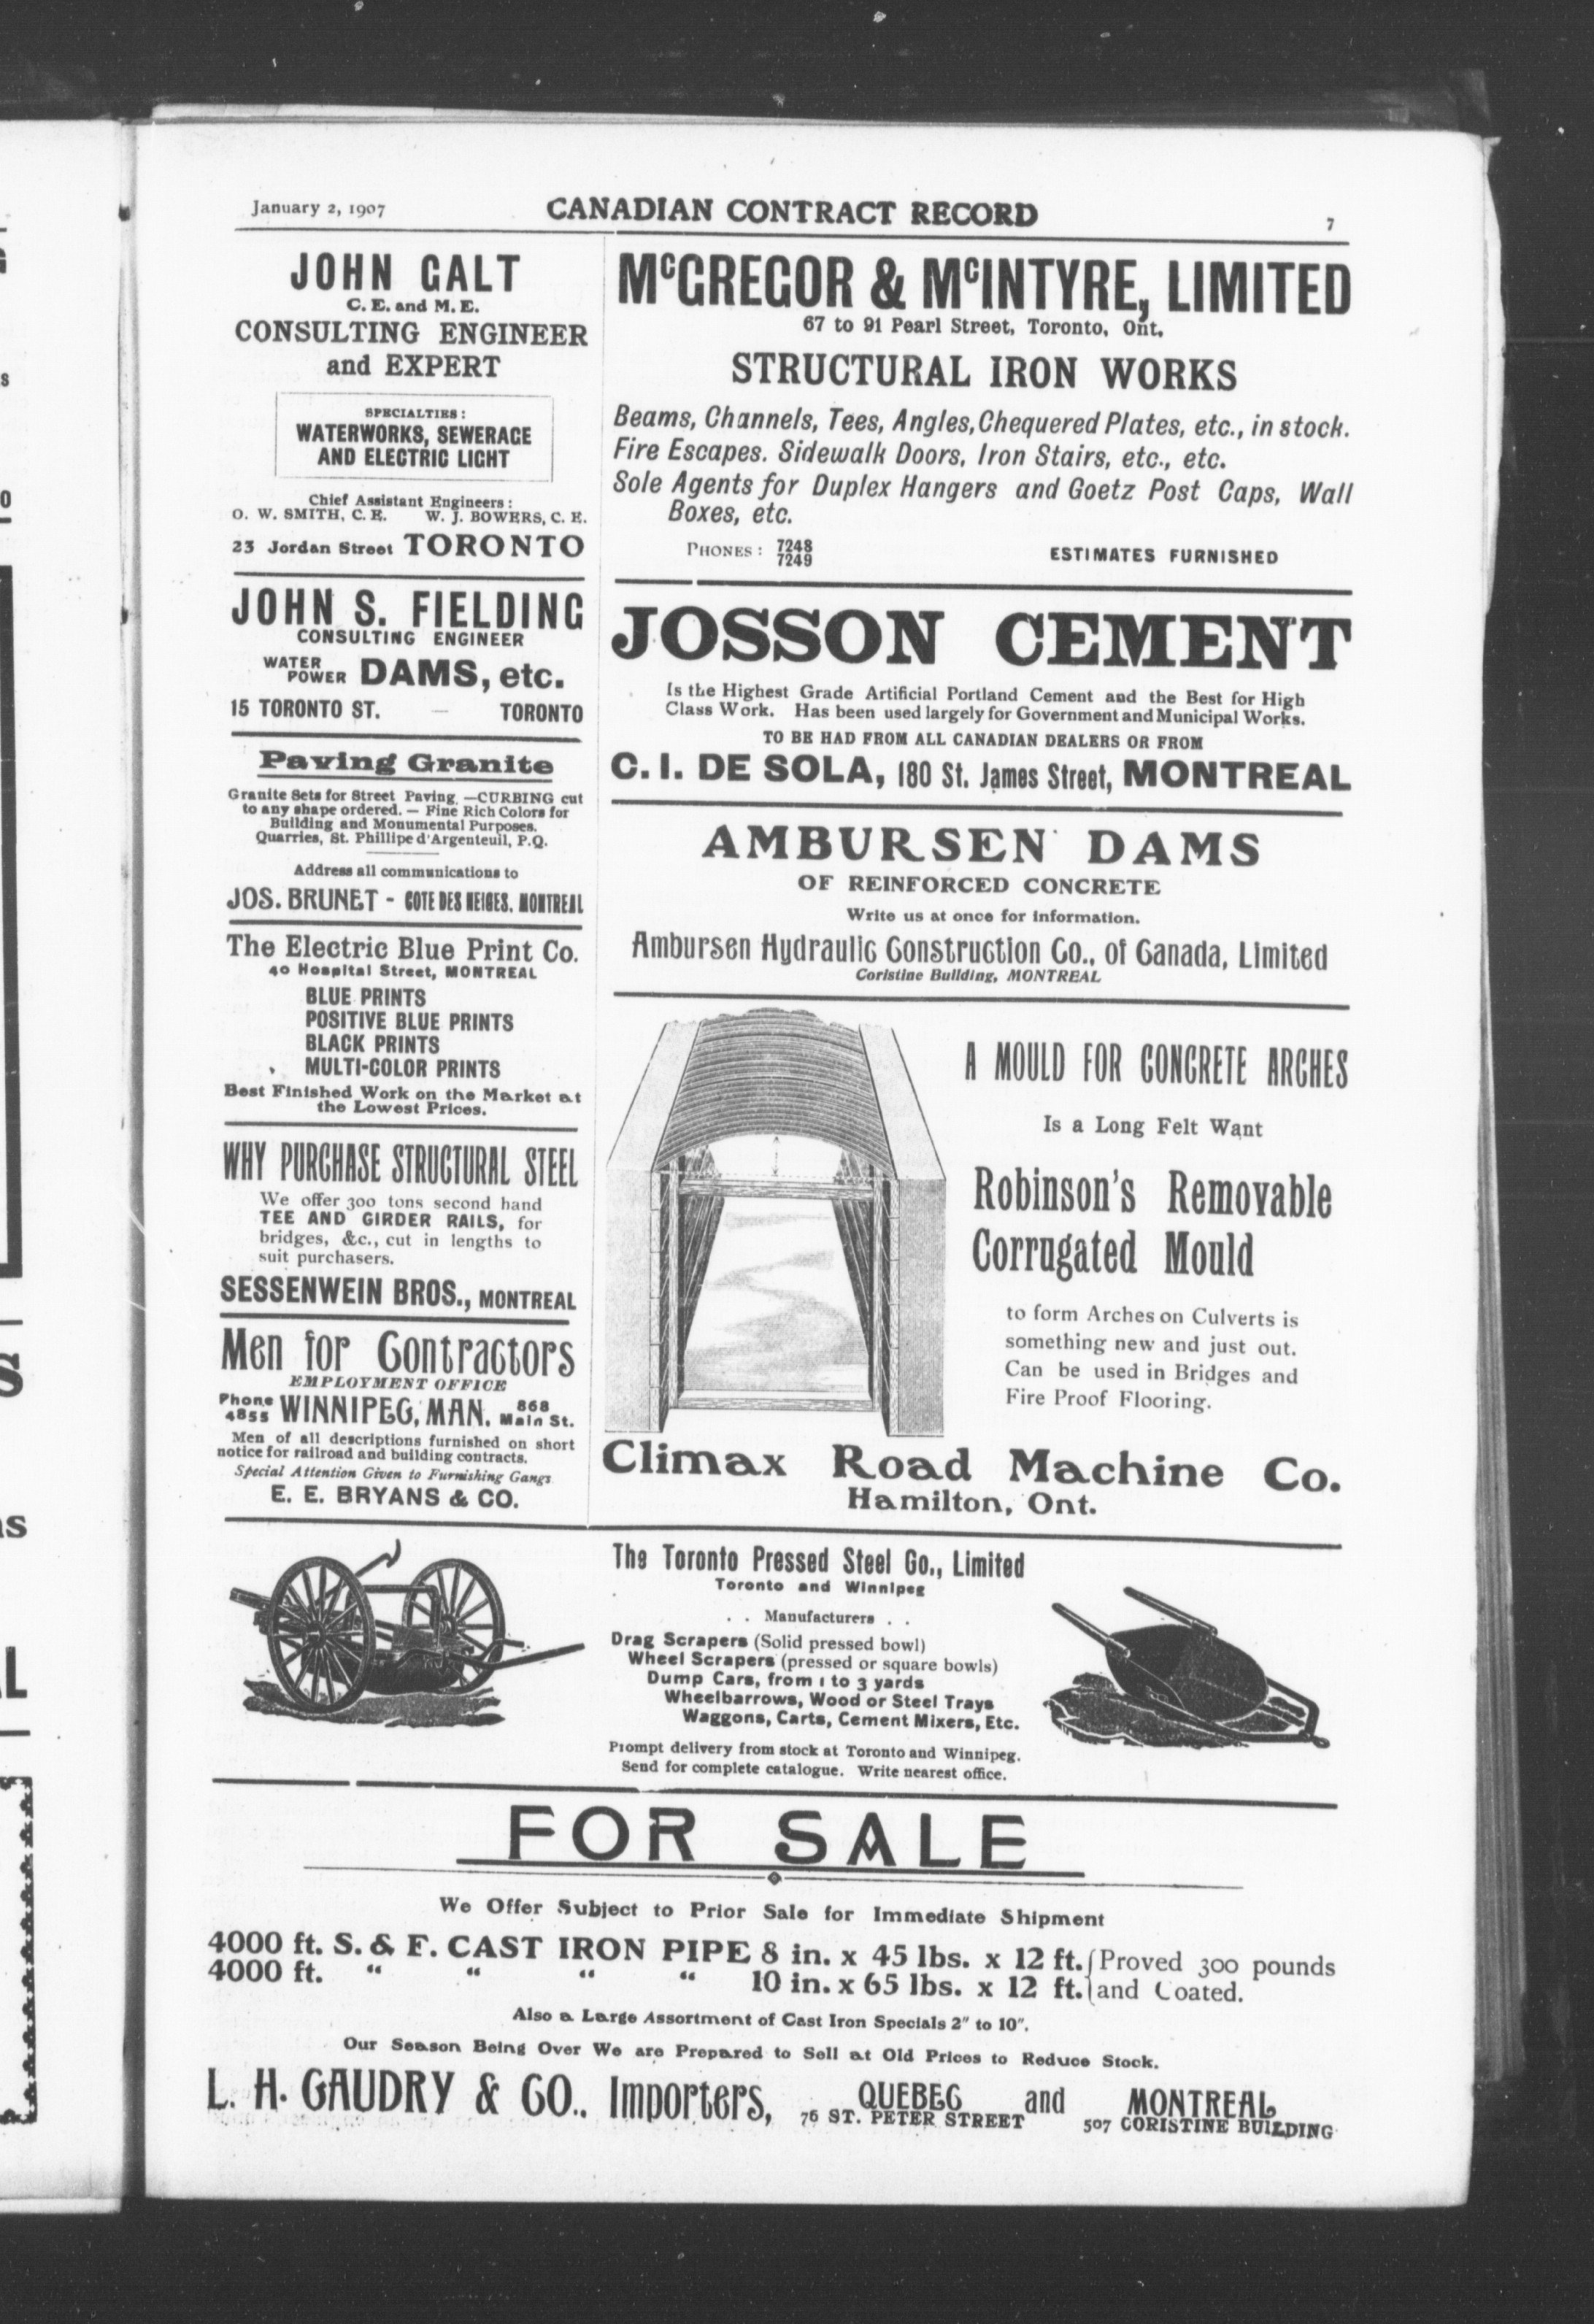 January 2, 1907
CANADIAN CONTRACT RECORD
7
JOHN GALT
C. E. and M. E.
CONSULTING ENGINEER
and EXPERT
SPECIALTIES :
WATERWORKS, SEWERAGE
AND ELECTRIC LIGHT
Chief Assistant Engineers :
O. W. SMITH, C. E. W. J. BOWERS, C. E.
23 Jordan Street TORONTO
JOHN S. FIELDING
CONSULTING ENGINEER
WATER POWER DAMS, etc.
15 TORONTO ST. — TORONTO
Paving Granite
Granite Sets for Street Paving. —CURBING cut
to any shape ordered. — Fine Rich Colors for
Building and Monumental Purposes.
Quarries, St. Phillipe d'Argenteuil, P.Q.
Address all communications to
JOS. BRUNET - COTE DES NEIGES, MONTREAL
The Electric Blue Print Co.
40 Hospital Street, MONTREAL
BLUE PRINTS
POSITIVE BLUE PRINTS
BLACK PRINTS
MULTI-COLOR PRINTS
Best Finished Work on the Market at
the Lowest Prices.
WHY PURCHASE STRUCTURAL STEEL
We offer 300 tons second hand
TEE AND GIRDER RAILS, for
bridges, &c., cut in lengths to
suit purchasers.
SESSENWEIN BROS., MONTREAL
Men for Contractors
EMPLOYMENT OFFICE
Phone 4855 WINNIPEG, MAN. 868 Main St.
Men of all descriptions furnished on short
notice for railroad and building contracts.
Special Attention Given to Furnishing Gangs
E. E. BRYANS & CO.
McGREGOR & McINTYRE, LIMITED
67 to 91 Pearl Street, Toronto, Ont.
STRUCTURAL IRON WORKS
Beams, Channels, Tees, Angles, Chequered Plates, etc., in stock.
Fire Escapes. Sidewalk Doors, Iron Stairs, etc., etc.
Sole Agents for Duplex Hangers and Goetz Post Caps, Wall
Boxes, etc.
PHONES : 7248 7249 ESTIMATES FURNISHED
JOSSON CEMENT
Is the Highest Grade Artificial Portland Cement and the Best for High
Class Work. Has been used largely for Government and Municipal Works.
TO BE HAD FROM ALL CANADIAN DEALERS OR FROM
C. I. DE SOLA, 180 St. James Street, MONTREAL
AMBURSEN DAMS
OF REINFORCED CONCRETE
Write us at once for information.
Ambursen Hydraulic Construction Co., of Canada, Limited
Coristine Building, MONTREAL
A MOULD FOR CONCRETE ARCHES
Is a Long Felt Want
Robinson's Removable
Corrugated Mould
to form Arches on Culverts is
something new and just out.
Can be used in Bridges and
Fire Proof Flooring.
Climax Road Machine Co.
Hamilton, Ont.
The Toronto Pressed Steel Co., Limited
Toronto and Winnipeg
. . Manufacturers . .
Drag Scrapers (Solid pressed bowl)
Wheel Scrapers (pressed or square bowls)
Dump Cars, from 1 to 3 yards
Wheelbarrows, Wood or Steel Trays
Waggons, Carts, Cement Mixers, Etc.
Prompt delivery from stock at Toronto and Winnipeg.
Send for complete catalogue. Write nearest office.
FOR SALE
We Offer Subject to Prior Sale for Immediate Shipment
4000 ft. S. & F. CAST IRON PIPE 8 in. x 45 lbs. x 12 ft. {Proved 300 pounds
4000 ft. " " " " 10 in. x 65 lbs. x 12 ft. {and Coated.
Also a Large Assortment of Cast Iron Specials 2" to 10".
Our Season Being Over We are Prepared to Sell at Old Prices to Reduce Stock.
L. H. GAUDRY & CO., Importers, QUEBEC and MONTREAL
76 ST. PETER STREET 507 CORISTINE BUILDING